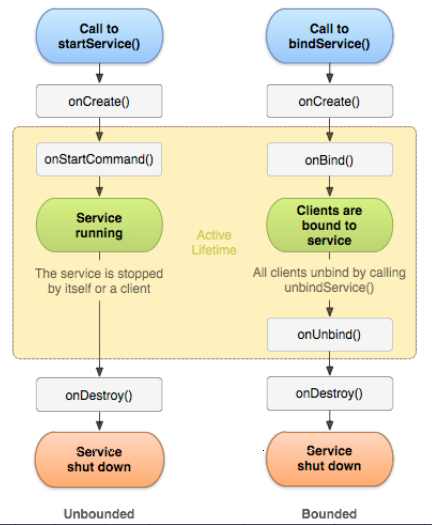 Call to
startService()
onCreate()
onStartCommand()
Service
running
The service is stopped
by itself or a client
onDestroy()
Service
shut down
Unbounded
Active
Lifetime
Call to
bindService()
onCreate()
onBind()
Clients are
bound to
service
All clients unbind by calling
unbindService()
onUnbind()
onDestroy()
Service
shut down
Bounded